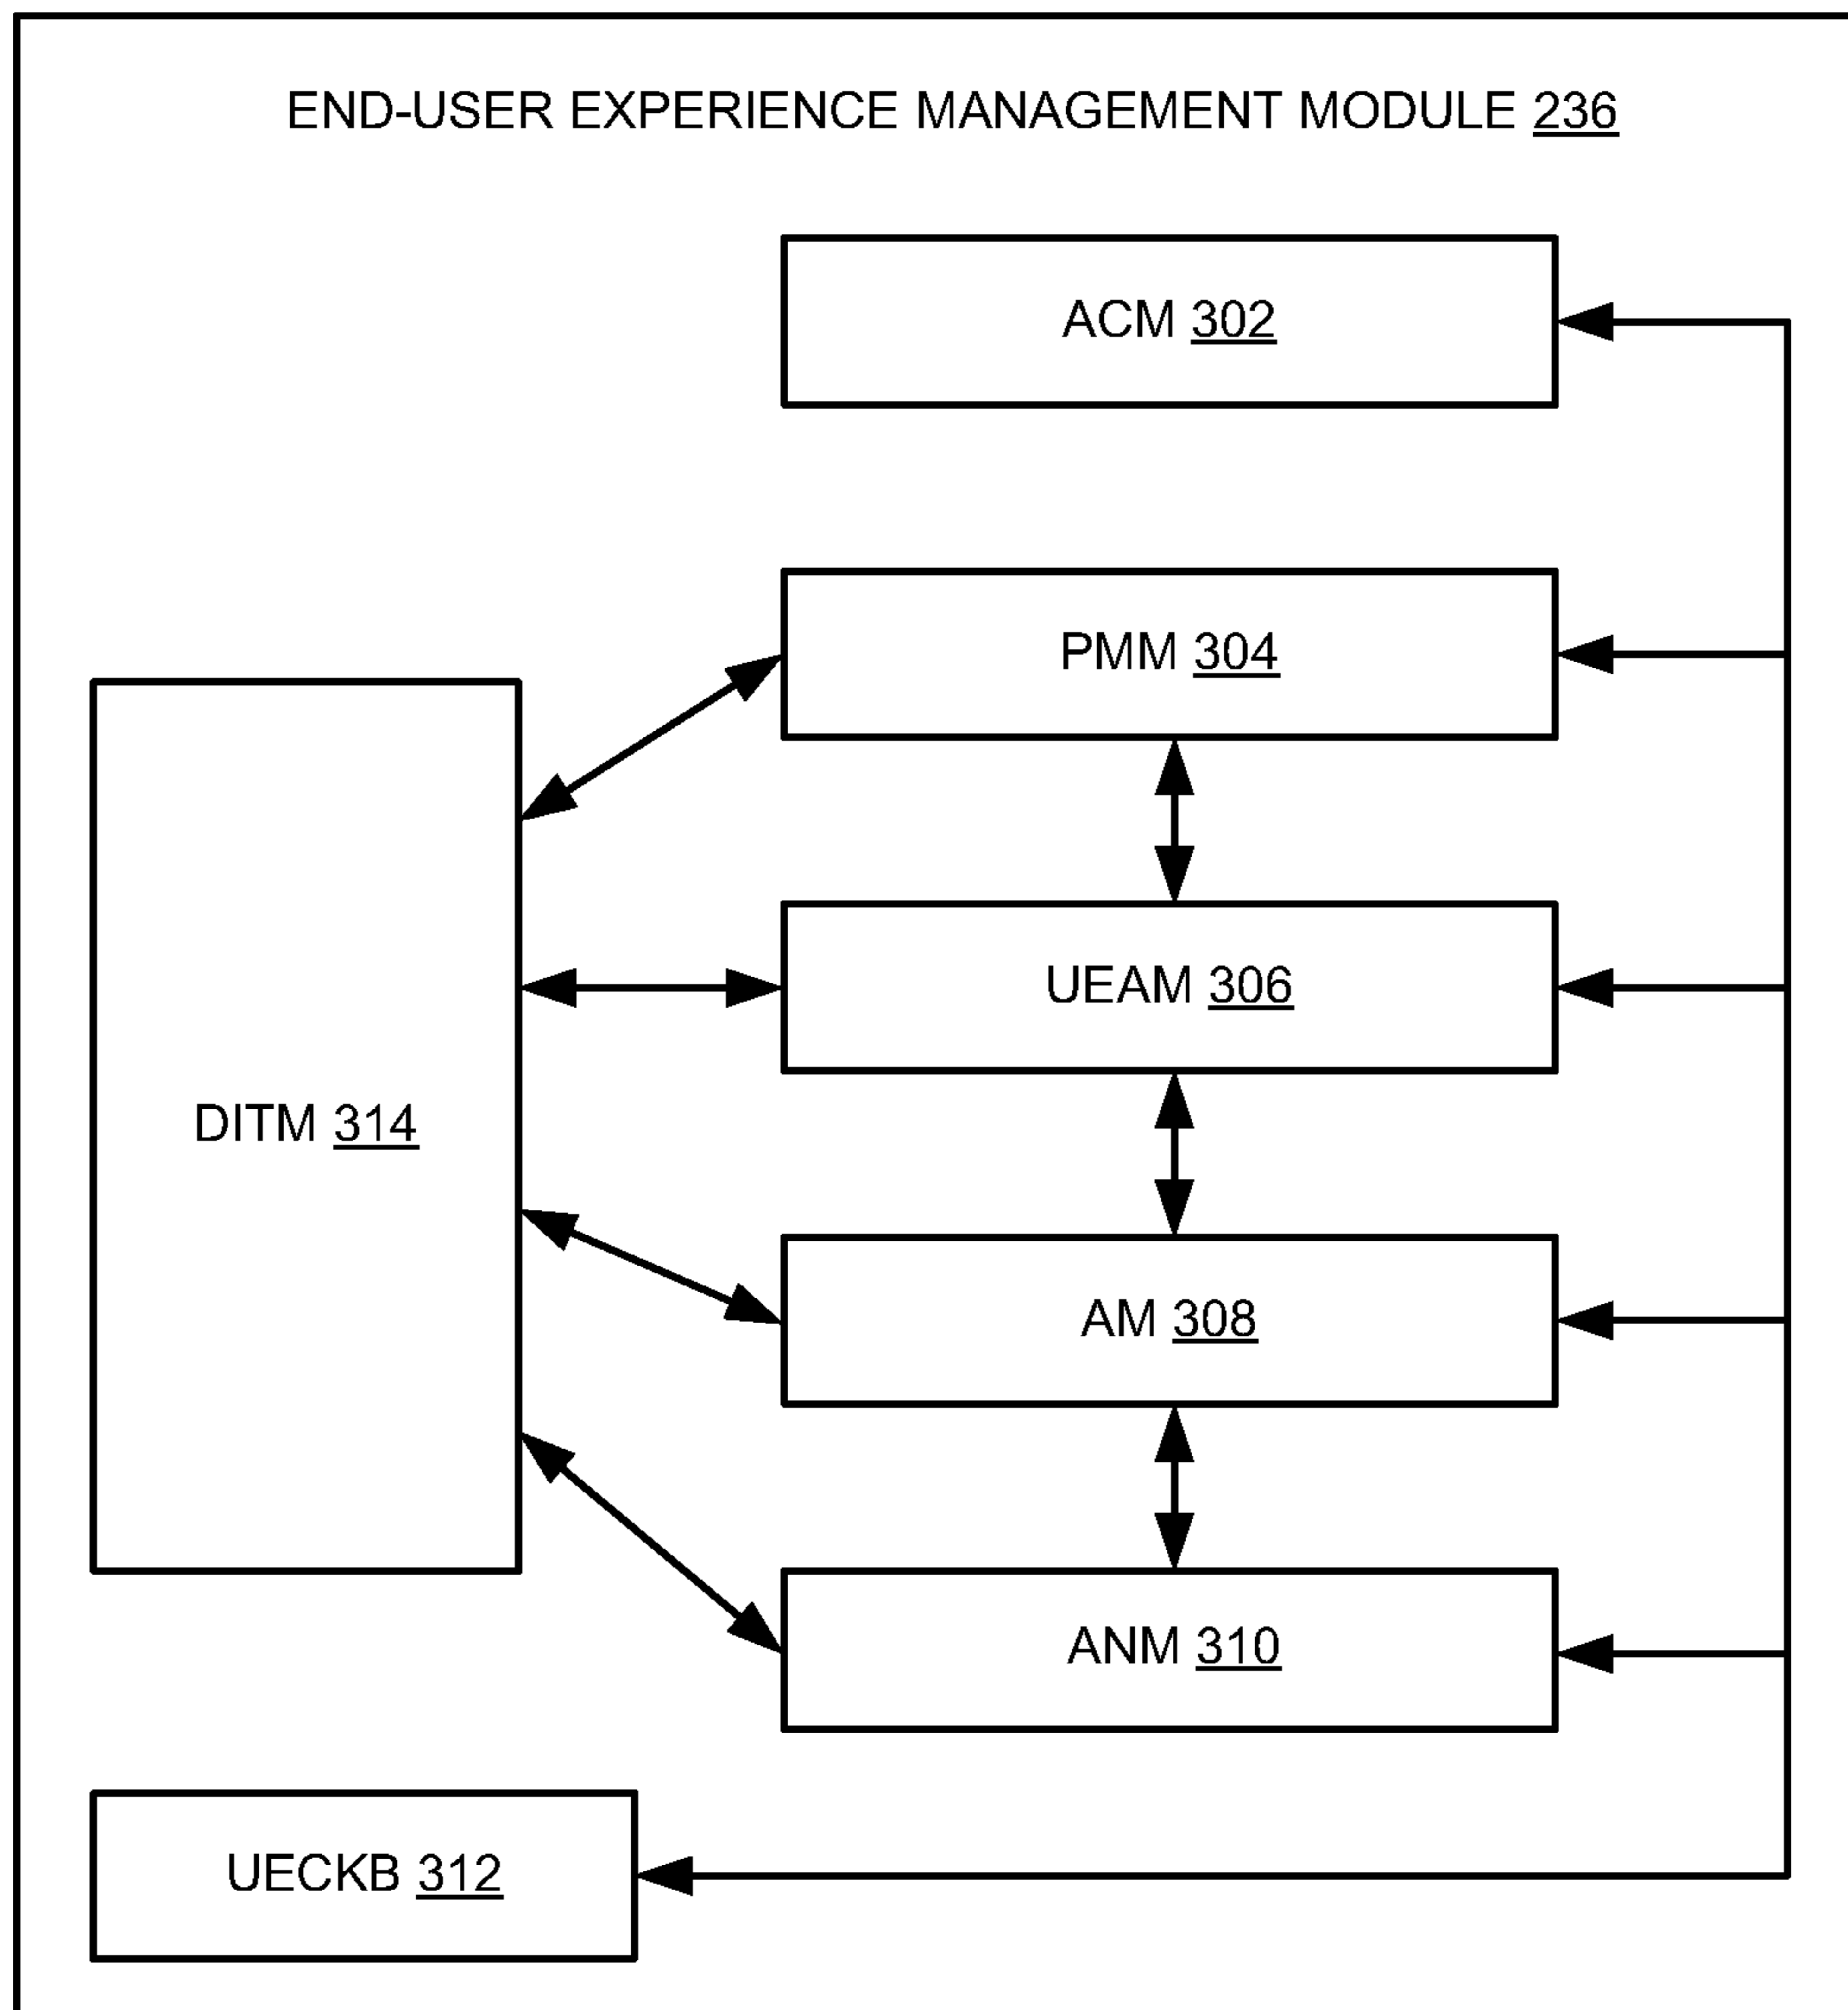 END-USER EXPERIENCE MANAGEMENT MODULE 236
ACM 302
PMM 304
UEAM 306
DITM 314
AM 308
ANM 310
UECKB 312